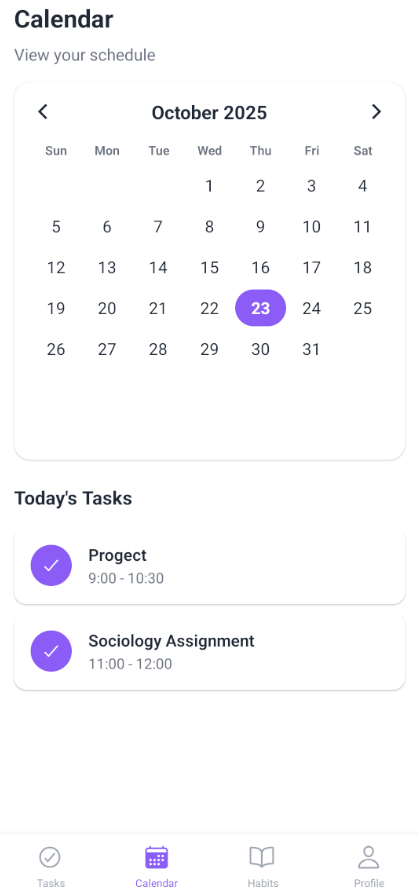 Calendar
View your schedule
October 2025
Sun Mon Tue Wed Thu Fri Sat
1 2 3 4
5 6 7 8 9 10 11
12 13 14 15 16 17 18
19 20 21 22 23 24 25
26 27 28 29 30 31
Today's Tasks
Progect
9:00 - 10:30
Sociology Assignment
11:00 - 12:00
Tasks Calendar Habits Profile